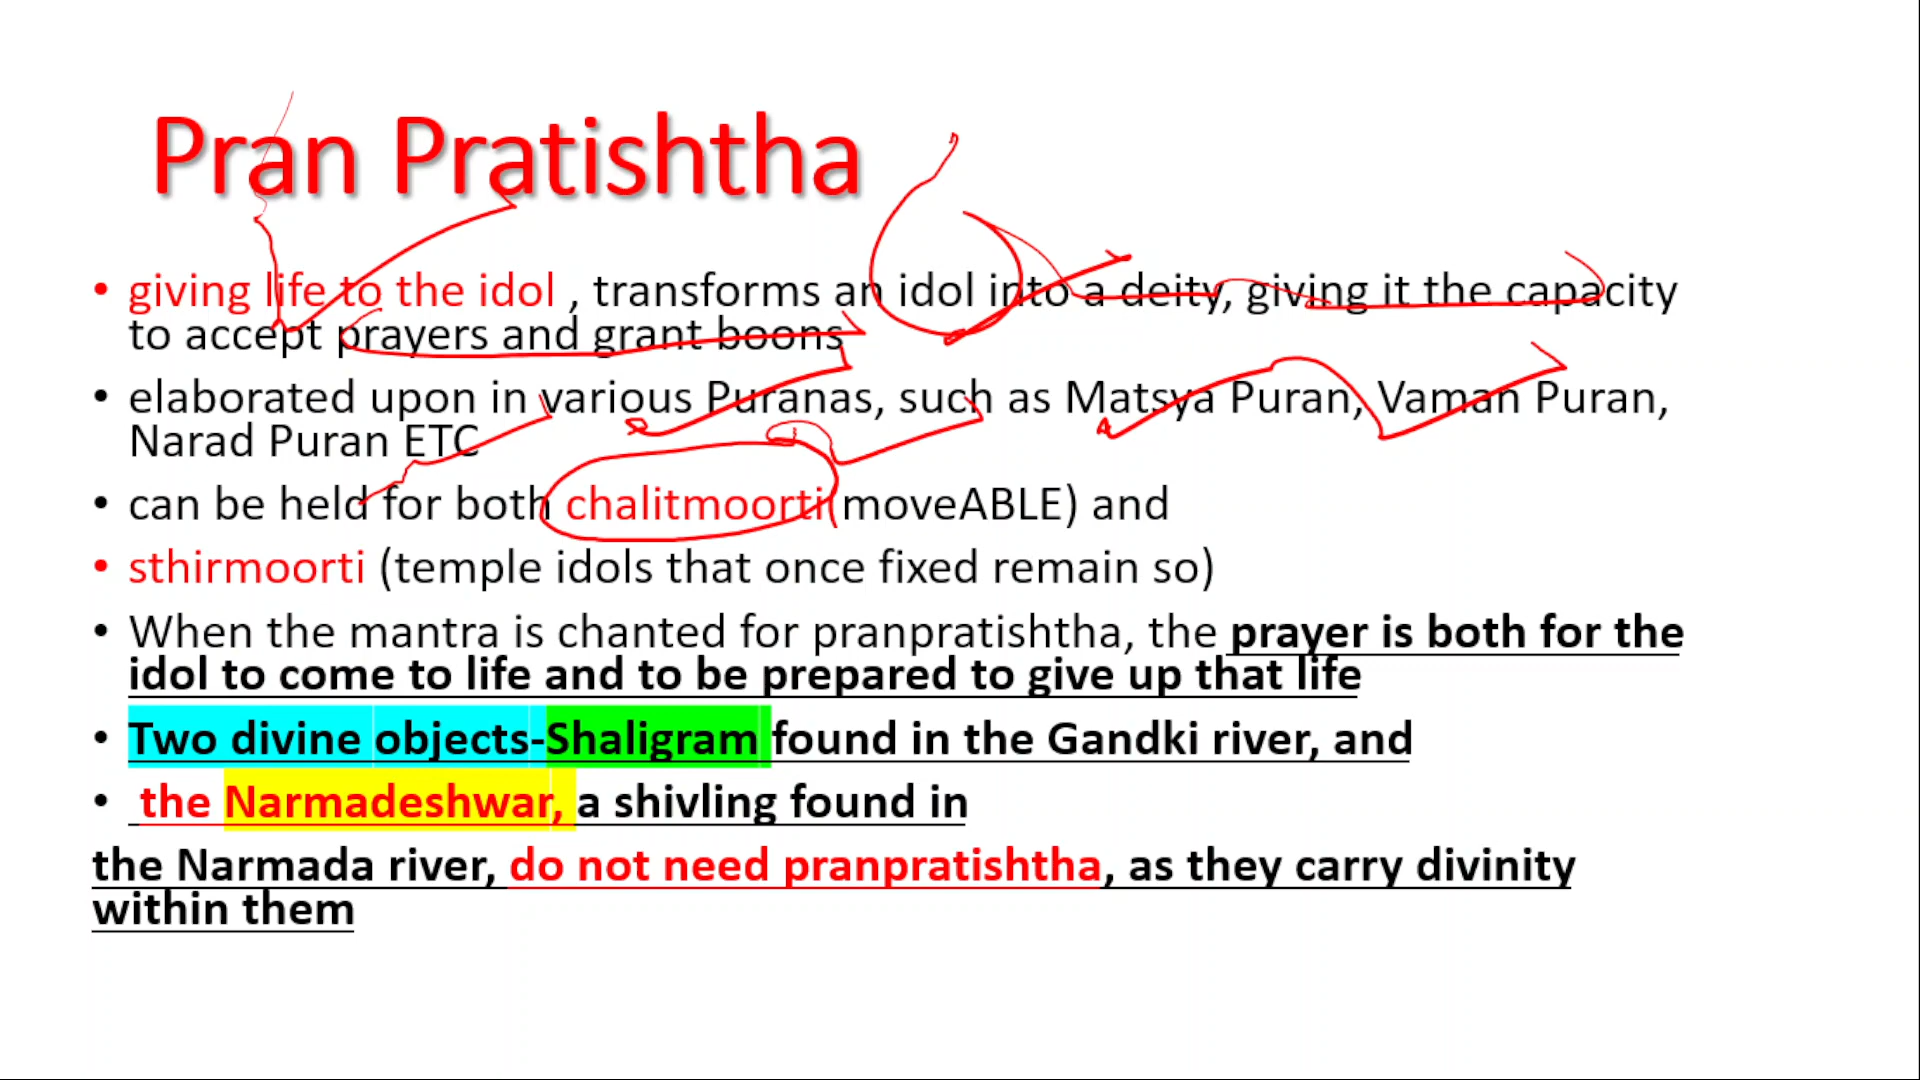 Pran Pratishtha
• giving life to the idol , transforms an idol into a deity, giving it the capacity
to accept prayers and grant boons
• elaborated upon in various Puranas, such as Matsya Puran, Vaman Puran,
Narad Puran ETC
• can be held for both chalitmoorti(moveABLE) and
• sthirmoorti (temple idols that once fixed remain so)
• When the mantra is chanted for pranpratishtha, the prayer is both for the
idol to come to life and to be prepared to give up that life
• Two divine objects-Shaligram found in the Gandki river, and
• the Narmadeshwar, a shivling found in
the Narmada river, do not need pranpratishtha, as they carry divinity
within them